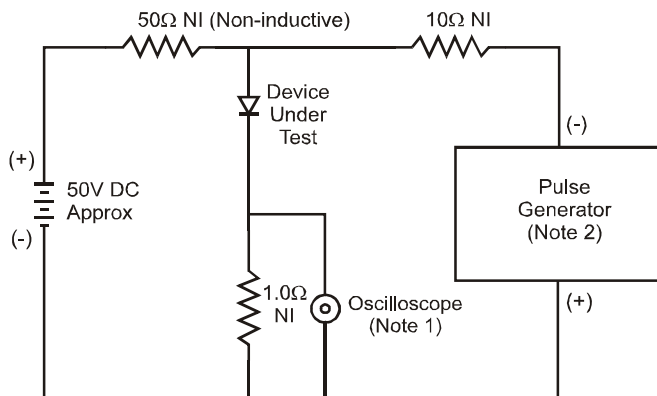 50Ω NI (Non-inductive)
10Ω NI
Device
Under
Test
(-)
(+)
50V DC
Approx
(-)
Pulse
Generator
(Note 2)
1.0Ω
NI
Oscilloscope
(Note 1)
(+)